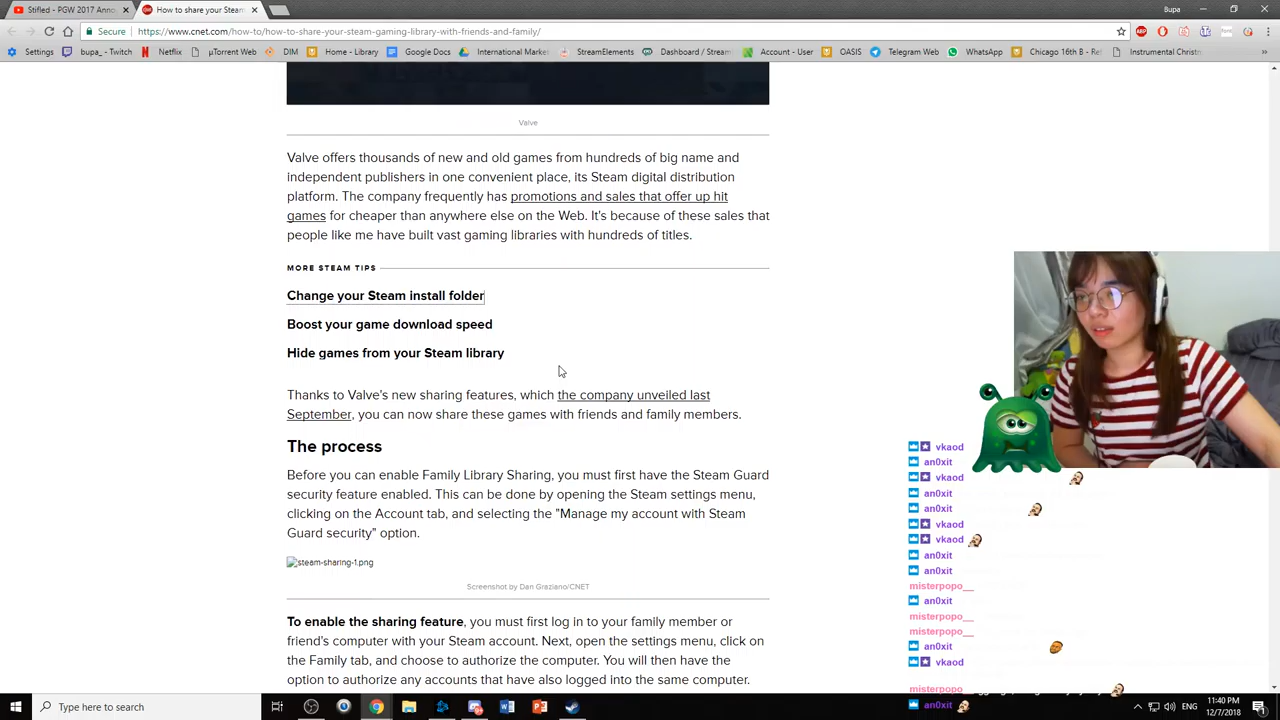 Stified - PGW 2017 Anno
How to share your Steam
Bupa
Secure
https://www.cnet.com/how-to/how-to-share-your-steam-gaming-library-with-friends-and-family/
Settings
bupa_ - Twitch
Netflix
µTorrent Web
DIM
Home - Library
Google Docs
International Market
StreamElements
Dashboard / Stream
Account - User
OASIS
Telegram Web
WhatsApp
Chicago 16th B - Re
Instrumental Christ
Valve
Valve offers thousands of new and old games from hundreds of big name and
independent publishers in one convenient place, its Steam digital distribution
platform. The company frequently has promotions and sales that offer up hit
games for cheaper than anywhere else on the Web. It's because of these sales that
people like me have built vast gaming libraries with hundreds of titles.
MORE STEAM TIPS
Change your Steam install folder
Boost your game download speed
Hide games from your Steam library
Thanks to Valve's new sharing features, which the company unveiled last
September, you can now share these games with friends and family members.
The process
Before you can enable Family Library Sharing, you must first have the Steam Guard
security feature enabled. This can be done by opening the Steam settings menu,
clicking on the Account tab, and selecting the "Manage my account with Steam
Guard security" option.
steam-sharing-1.png
Screenshot by Dan Graziano/CNET
To enable the sharing feature, you must first log in to your family member or
friend's computer with your Steam account. Next, open the settings menu, click on
the Family tab, and choose to authorize the computer. You will then have the
option to authorize any accounts that have also logged into the same computer.
vkaod
an0xit
vkaod
an0xit
an0xit
vkaod
vkaod
an0xit
an0xit
misterpopo__
an0xit
misterpopo__
misterpopo__
an0xit
vkaod
misterpopo__
an0xit
Type here to search
ENG
11:40 PM
12/7/2018